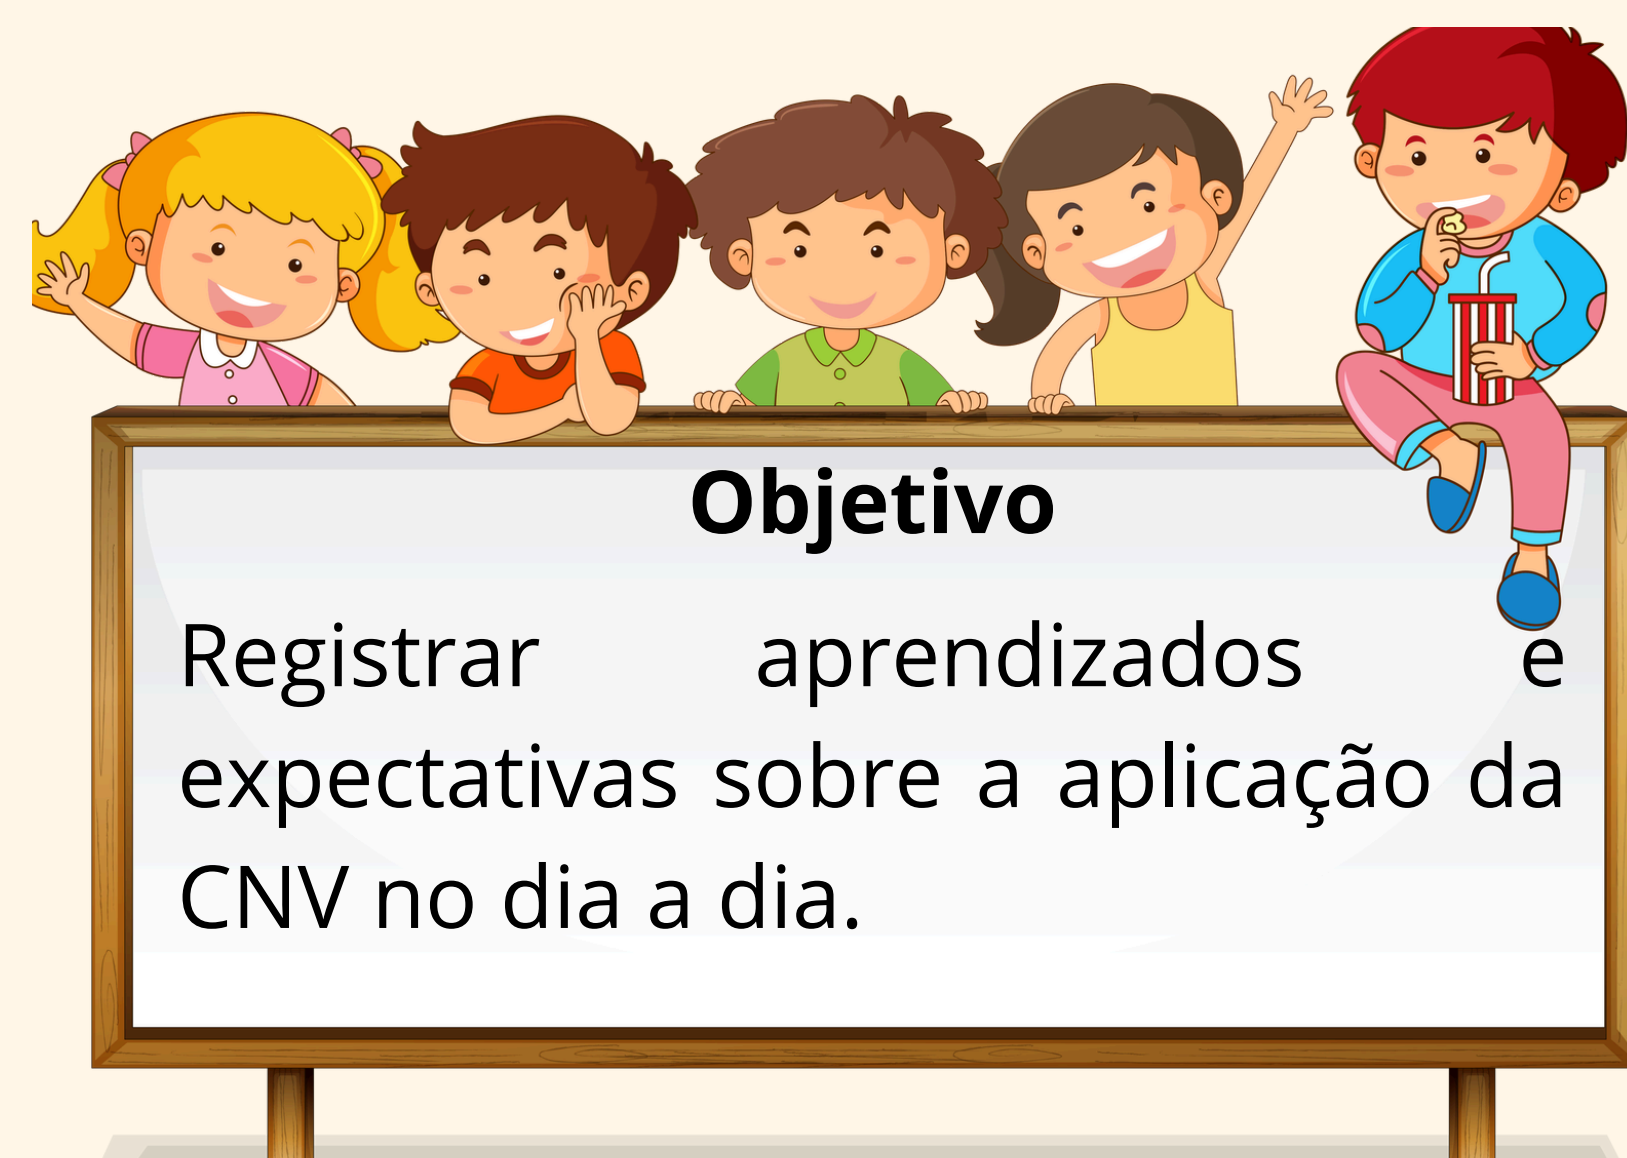 Objetivo
Registrar aprendizados e
expectativas sobre a aplicação da
CNV no dia a dia.